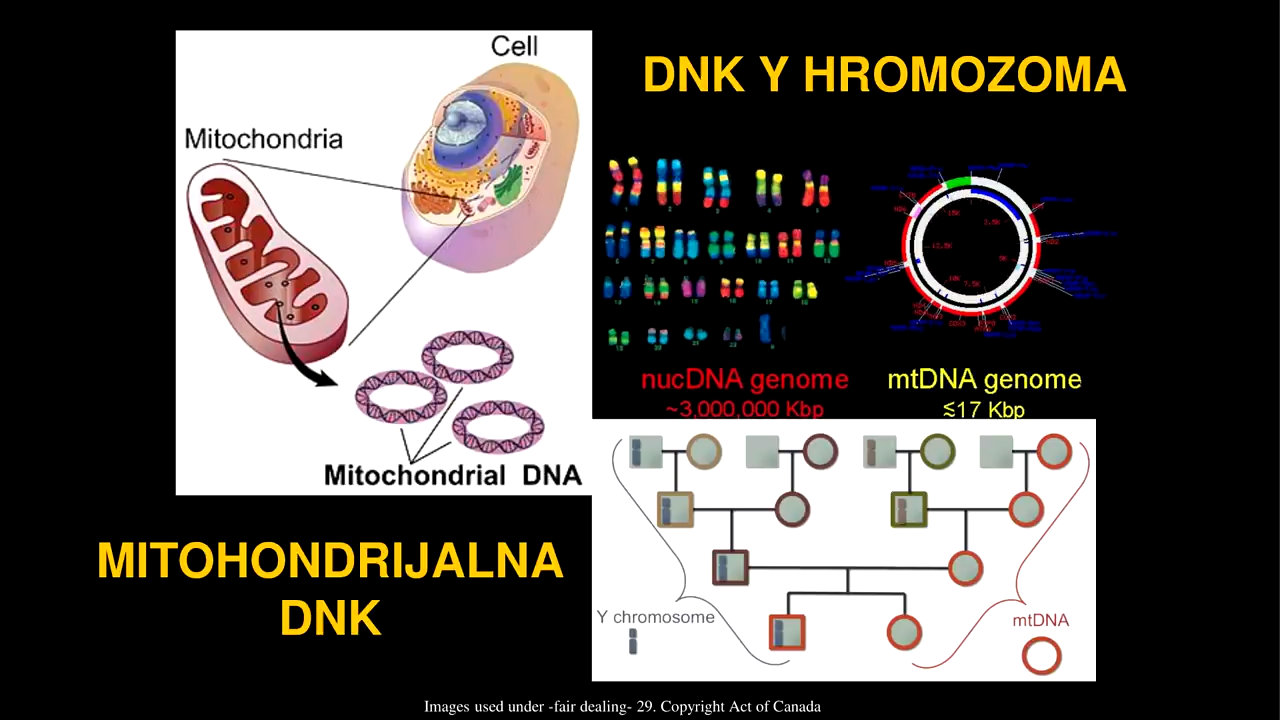 Cell
DNK Y HROMOZOMA
Mitochondria
nucDNA genome
~3,000,000 Kbp
mtDNA genome
≤17 Kbp
Mitochondrial DNA
MITOHONDRIJALNA
DNK
Y chromosome
mtDNA
Images used under -fair dealing- 29. Copyright Act of Canada